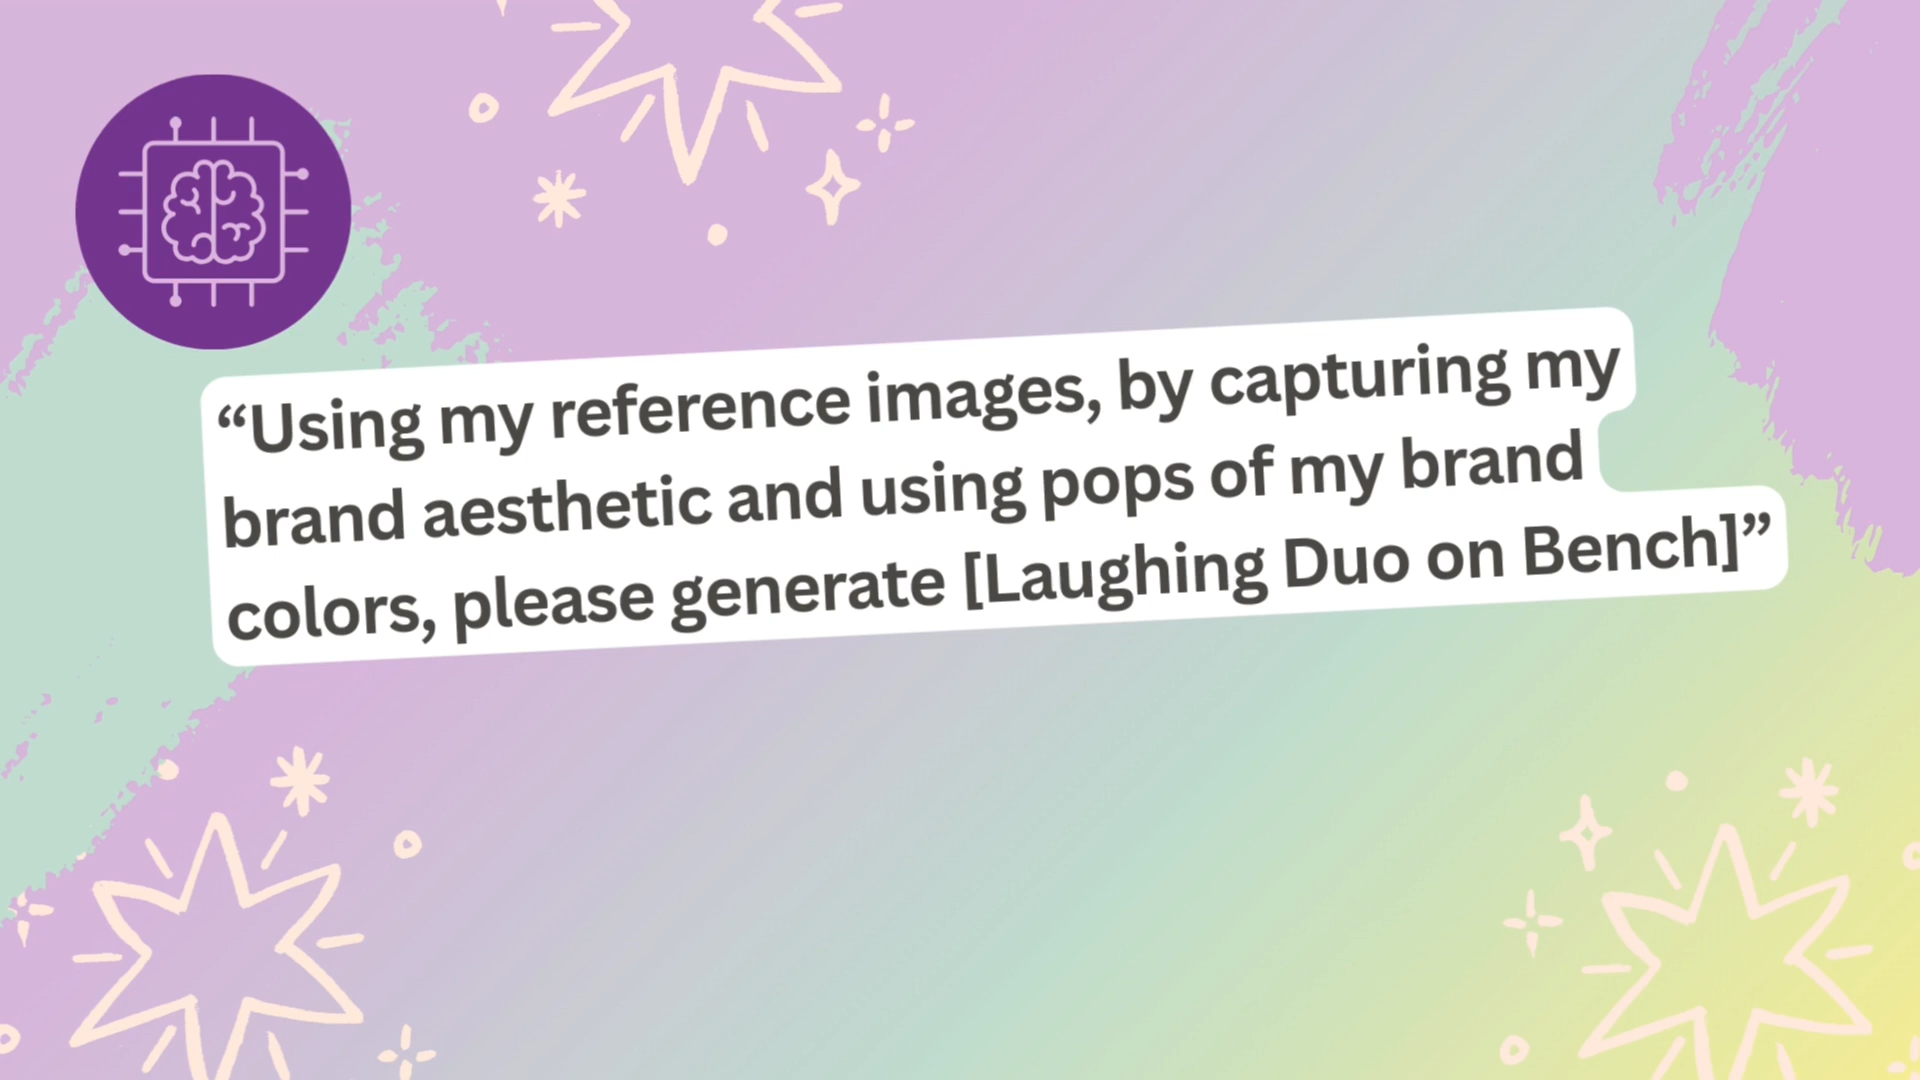 “Using my reference images, by capturing my
brand aesthetic and using pops of my brand
colors, please generate [Laughing Duo on Bench]”